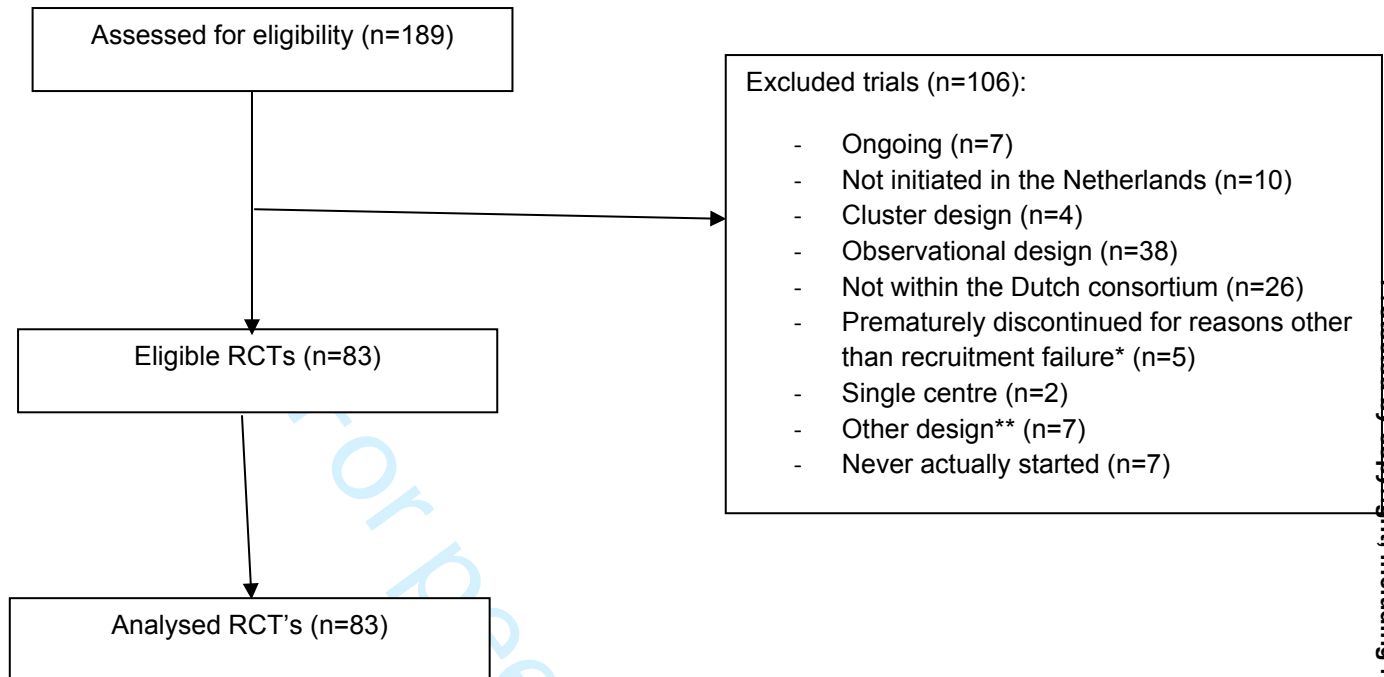 Assessed for eligibility (n=189)
Excluded trials (n=106):
- Ongoing (n=7)
- Not initiated in the Netherlands (n=10)
- Cluster design (n=4)
- Observational design (n=38)
- Not within the Dutch consortium (n=26)
- Prematurely discontinued for reasons other
than recruitment failure* (n=5)
- Single centre (n=2)
- Other design** (n=7)
- Never actually started (n=7)
Eligible RCTs (n=83)
Analysed RCT's (n=83)
For pee